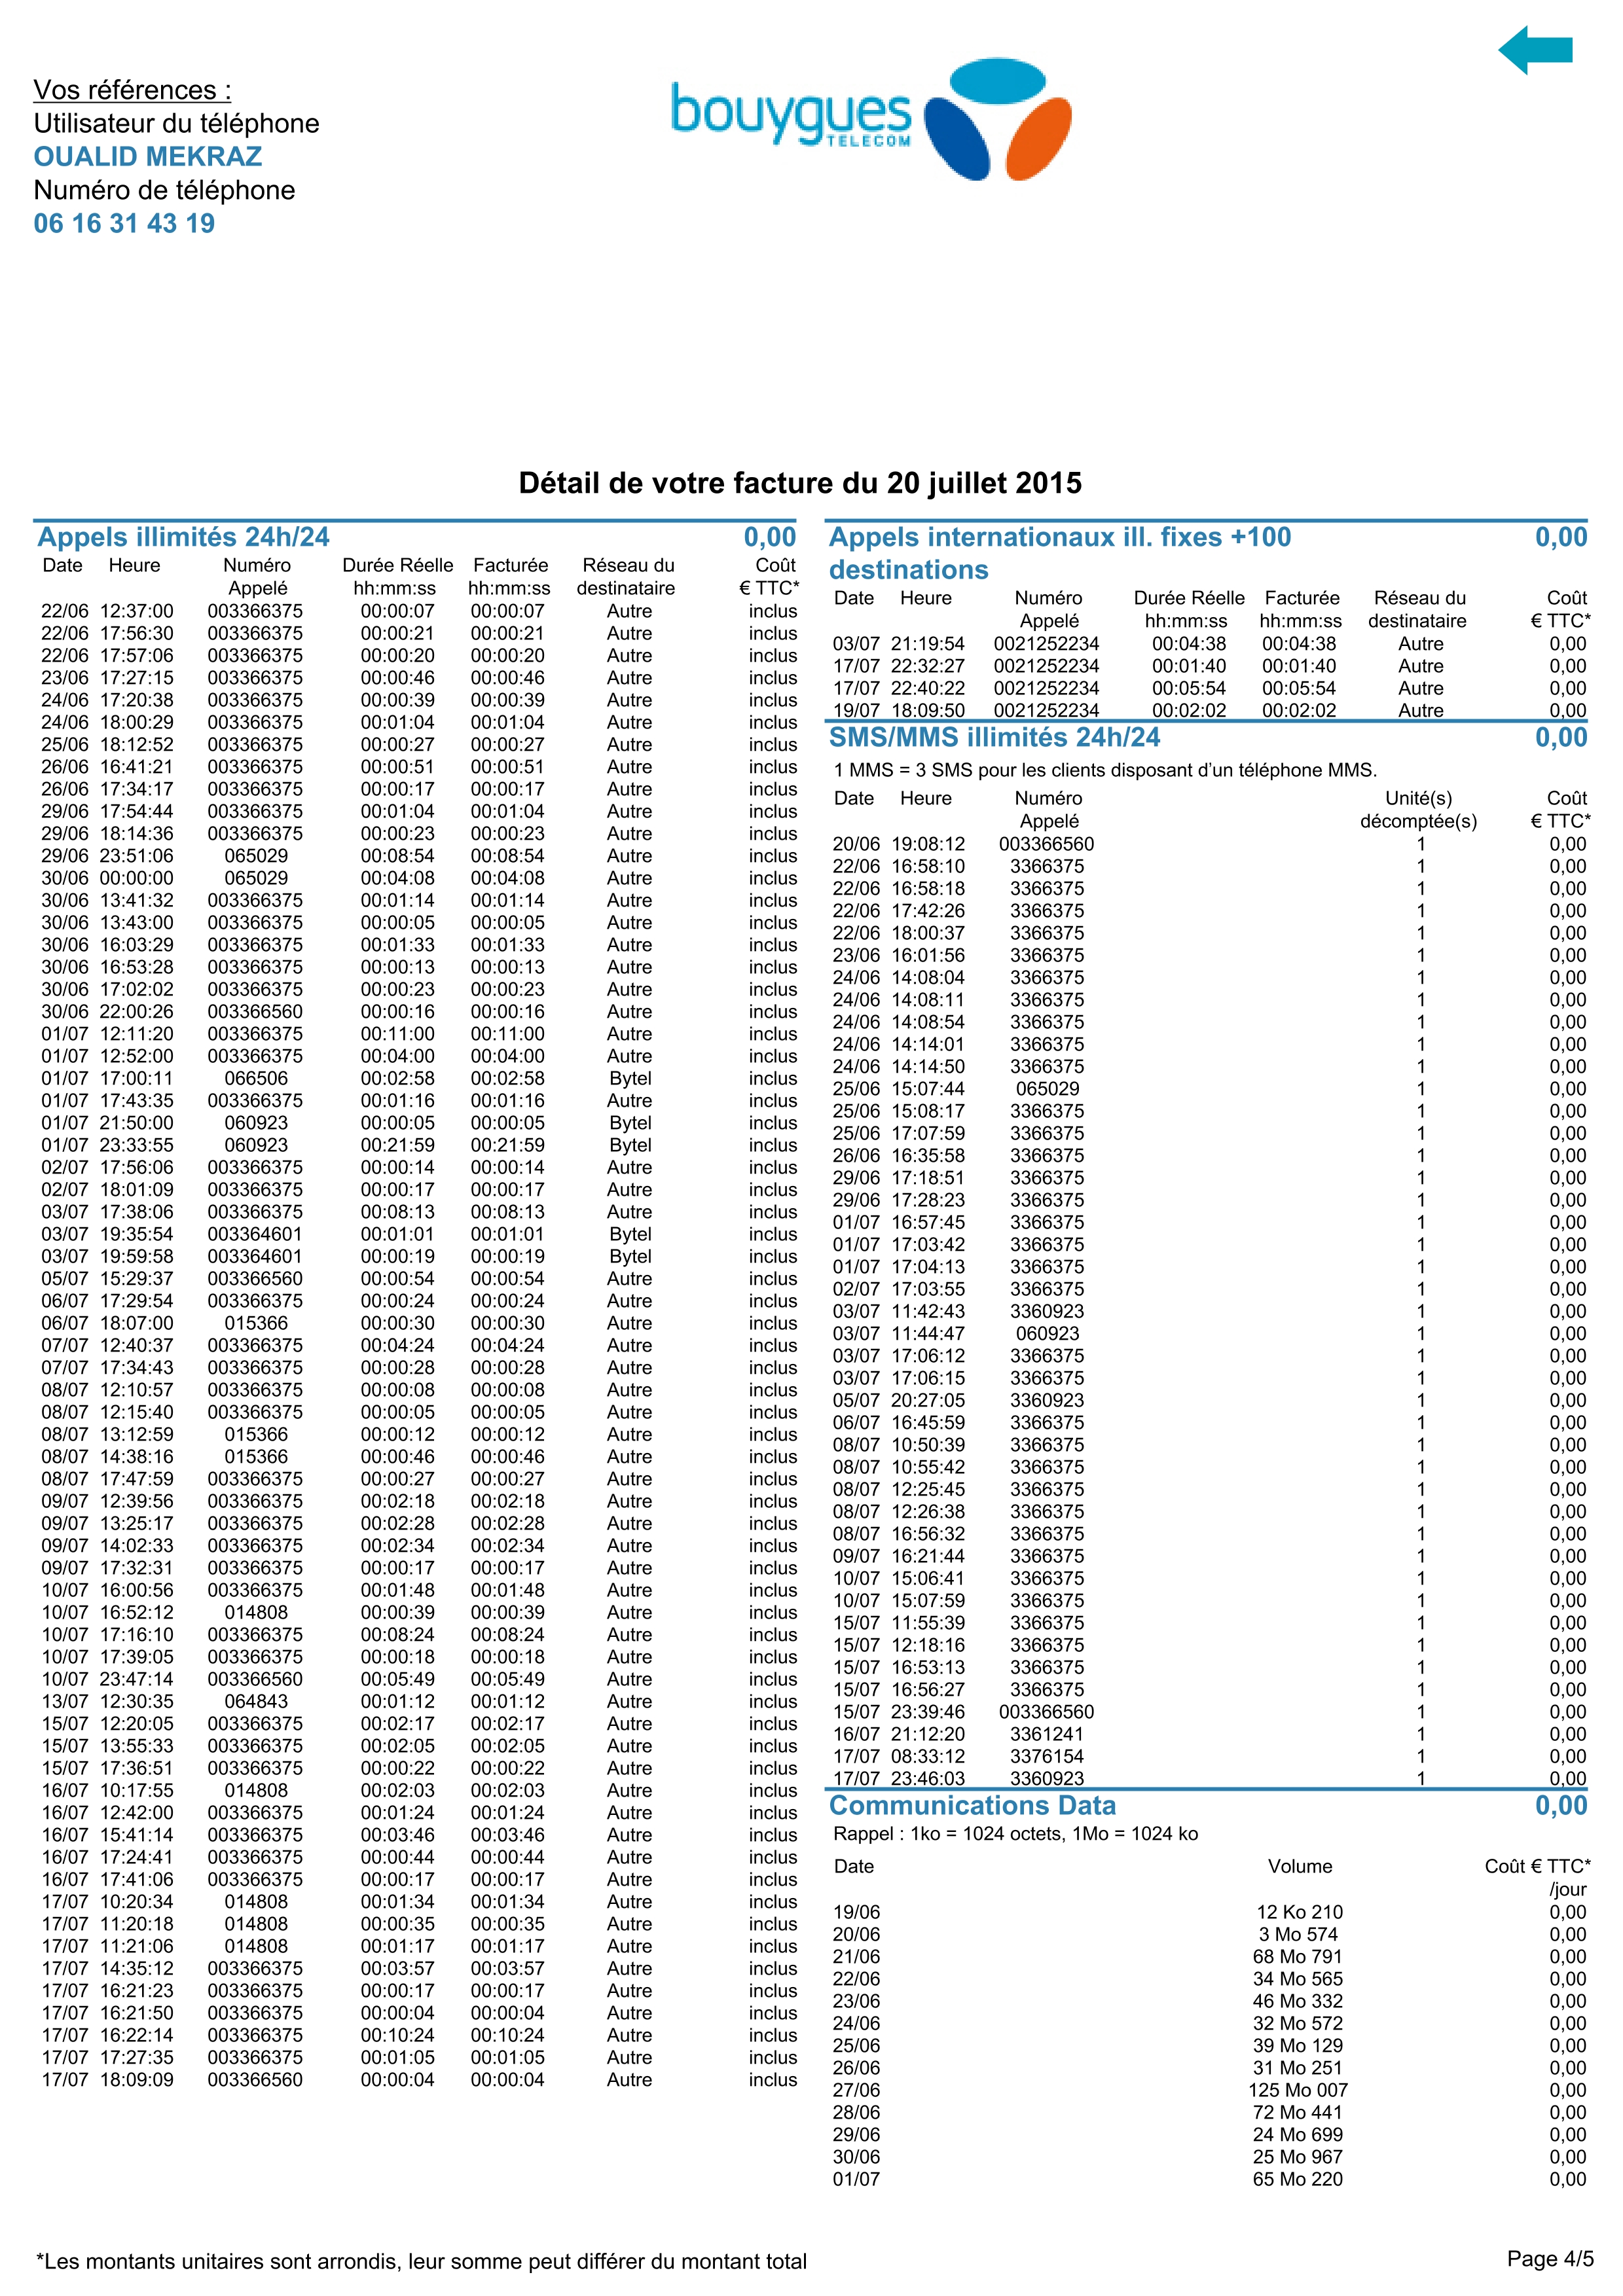 Vos références :
Utilisateur du téléphone
OUALID MEKRAZ
Numéro de téléphone
06 16 31 43 19
bouygues
TELECOM
Détail de votre facture du 20 juillet 2015
Appels illimités 24h/24 0,00
Date Heure Numéro Durée Réelle Facturée Réseau du Coût
Appelé hh:mm:ss hh:mm:ss destinataire € TTC*
22/06 12:37:00 003366375 00:00:07 00:00:07 Autre inclus
22/06 17:56:30 003366375 00:00:21 00:00:21 Autre inclus
22/06 17:57:06 003366375 00:00:20 00:00:20 Autre inclus
23/06 17:27:15 003366375 00:00:46 00:00:46 Autre inclus
24/06 17:20:38 003366375 00:00:39 00:00:39 Autre inclus
24/06 18:00:29 003366375 00:01:04 00:01:04 Autre inclus
25/06 18:12:52 003366375 00:00:27 00:00:27 Autre inclus
26/06 16:41:21 003366375 00:00:51 00:00:51 Autre inclus
26/06 17:34:17 003366375 00:00:17 00:00:17 Autre inclus
29/06 17:54:44 003366375 00:01:04 00:01:04 Autre inclus
29/06 18:14:36 003366375 00:00:23 00:00:23 Autre inclus
29/06 23:51:06 065029 00:08:54 00:08:54 Autre inclus
30/06 00:00:00 065029 00:04:08 00:04:08 Autre inclus
30/06 13:41:32 003366375 00:01:14 00:01:14 Autre inclus
30/06 13:43:00 003366375 00:00:05 00:00:05 Autre inclus
30/06 16:03:29 003366375 00:01:33 00:01:33 Autre inclus
30/06 16:53:28 003366375 00:00:13 00:00:13 Autre inclus
30/06 17:02:02 003366375 00:00:23 00:00:23 Autre inclus
30/06 22:00:26 003366560 00:00:16 00:00:16 Autre inclus
01/07 12:11:20 003366375 00:11:00 00:11:00 Autre inclus
01/07 12:52:00 003366375 00:04:00 00:04:00 Autre inclus
01/07 17:00:11 066506 00:02:58 00:02:58 Bytel inclus
01/07 17:43:35 003366375 00:01:16 00:01:16 Autre inclus
01/07 21:50:00 060923 00:00:05 00:00:05 Bytel inclus
01/07 23:33:55 060923 00:21:59 00:21:59 Bytel inclus
02/07 17:56:06 003366375 00:00:14 00:00:14 Autre inclus
02/07 18:01:09 003366375 00:00:17 00:00:17 Autre inclus
03/07 17:38:06 003366375 00:08:13 00:08:13 Autre inclus
03/07 19:35:54 003364601 00:01:01 00:01:01 Bytel inclus
03/07 19:59:58 003364601 00:00:19 00:00:19 Bytel inclus
05/07 15:29:37 003366560 00:00:54 00:00:54 Autre inclus
06/07 17:29:54 003366375 00:00:24 00:00:24 Autre inclus
06/07 18:07:00 015366 00:00:30 00:00:30 Autre inclus
07/07 12:40:37 003366375 00:04:24 00:04:24 Autre inclus
07/07 17:34:43 003366375 00:00:28 00:00:28 Autre inclus
08/07 12:10:57 003366375 00:00:08 00:00:08 Autre inclus
08/07 12:15:40 003366375 00:00:05 00:00:05 Autre inclus
08/07 13:12:59 015366 00:00:12 00:00:12 Autre inclus
08/07 14:38:16 015366 00:00:46 00:00:46 Autre inclus
08/07 17:47:59 003366375 00:00:27 00:00:27 Autre inclus
09/07 12:39:56 003366375 00:02:18 00:02:18 Autre inclus
09/07 13:25:17 003366375 00:02:28 00:02:28 Autre inclus
09/07 14:02:33 003366375 00:02:34 00:02:34 Autre inclus
09/07 17:32:31 003366375 00:00:17 00:00:17 Autre inclus
10/07 16:00:56 003366375 00:01:48 00:01:48 Autre inclus
10/07 16:52:12 014808 00:00:39 00:00:39 Autre inclus
10/07 17:16:10 003366375 00:08:24 00:08:24 Autre inclus
10/07 17:39:05 003366375 00:00:18 00:00:18 Autre inclus
10/07 23:47:14 003366560 00:05:49 00:05:49 Autre inclus
13/07 12:30:35 064843 00:01:12 00:01:12 Autre inclus
15/07 12:20:05 003366375 00:02:17 00:02:17 Autre inclus
15/07 13:55:33 003366375 00:02:05 00:02:05 Autre inclus
15/07 17:36:51 003366375 00:00:22 00:00:22 Autre inclus
16/07 10:17:55 014808 00:02:03 00:02:03 Autre inclus
16/07 12:42:00 003366375 00:01:24 00:01:24 Autre inclus
16/07 15:41:14 003366375 00:03:46 00:03:46 Autre inclus
16/07 17:24:41 003366375 00:00:44 00:00:44 Autre inclus
16/07 17:41:06 003366375 00:00:17 00:00:17 Autre inclus
17/07 10:20:34 014808 00:01:34 00:01:34 Autre inclus
17/07 11:20:18 014808 00:00:35 00:00:35 Autre inclus
17/07 11:21:06 014808 00:01:17 00:01:17 Autre inclus
17/07 14:35:12 003366375 00:03:57 00:03:57 Autre inclus
17/07 16:21:23 003366375 00:00:17 00:00:17 Autre inclus
17/07 16:21:50 003366375 00:00:04 00:00:04 Autre inclus
17/07 16:22:14 003366375 00:10:24 00:10:24 Autre inclus
17/07 17:27:35 003366375 00:01:05 00:01:05 Autre inclus
17/07 18:09:09 003366560 00:00:04 00:00:04 Autre inclus
Appels internationaux ill. fixes +100 0,00
destinations
Date Heure Numéro Durée Réelle Facturée Réseau du Coût
Appelé hh:mm:ss hh:mm:ss destinataire € TTC*
03/07 21:19:54 0021252234 00:04:38 00:04:38 Autre 0,00
17/07 22:32:27 0021252234 00:01:40 00:01:40 Autre 0,00
17/07 22:40:22 0021252234 00:05:54 00:05:54 Autre 0,00
19/07 18:09:50 0021252234 00:02:02 00:02:02 Autre 0,00
SMS/MMS illimités 24h/24 0,00
1 MMS = 3 SMS pour les clients disposant d'un téléphone MMS.
Date Heure Numéro Unité(s) Coût
Appelé décomptée(s) € TTC*
20/06 19:08:12 003366560 1 0,00
22/06 16:58:10 3366375 1 0,00
22/06 16:58:18 3366375 1 0,00
22/06 17:42:26 3366375 1 0,00
22/06 18:00:37 3366375 1 0,00
23/06 16:01:56 3366375 1 0,00
24/06 14:08:04 3366375 1 0,00
24/06 14:08:11 3366375 1 0,00
24/06 14:08:54 3366375 1 0,00
24/06 14:14:01 3366375 1 0,00
24/06 14:14:50 3366375 1 0,00
25/06 15:07:44 065029 1 0,00
25/06 15:08:17 3366375 1 0,00
25/06 17:07:59 3366375 1 0,00
26/06 16:35:58 3366375 1 0,00
29/06 17:18:51 3366375 1 0,00
29/06 17:28:23 3366375 1 0,00
01/07 16:57:45 3366375 1 0,00
01/07 17:03:42 3366375 1 0,00
01/07 17:04:13 3366375 1 0,00
02/07 17:03:55 3366375 1 0,00
03/07 11:42:43 3360923 1 0,00
03/07 11:44:47 060923 1 0,00
03/07 17:06:12 3366375 1 0,00
03/07 17:06:15 3366375 1 0,00
05/07 20:27:05 3360923 1 0,00
06/07 16:45:59 3366375 1 0,00
08/07 10:50:39 3366375 1 0,00
08/07 10:55:42 3366375 1 0,00
08/07 12:25:45 3366375 1 0,00
08/07 12:26:38 3366375 1 0,00
08/07 16:56:32 3366375 1 0,00
09/07 16:21:44 3366375 1 0,00
10/07 15:06:41 3366375 1 0,00
10/07 15:07:59 3366375 1 0,00
15/07 11:55:39 3366375 1 0,00
15/07 12:18:16 3366375 1 0,00
15/07 16:53:13 3366375 1 0,00
15/07 16:56:27 3366375 1 0,00
15/07 23:39:46 003366560 1 0,00
16/07 21:12:20 3361241 1 0,00
17/07 08:33:12 3376154 1 0,00
17/07 23:46:03 3360923 1 0,00
Communications Data 0,00
Rappel : 1ko = 1024 octets, 1Mo = 1024 ko
Date Volume Coût € TTC*
/jour
19/06 12 Ko 210 0,00
20/06 3 Mo 574 0,00
21/06 68 Mo 791 0,00
22/06 34 Mo 565 0,00
23/06 46 Mo 332 0,00
24/06 32 Mo 572 0,00
25/06 39 Mo 129 0,00
26/06 31 Mo 251 0,00
27/06 125 Mo 007 0,00
28/06 72 Mo 441 0,00
29/06 24 Mo 699 0,00
30/06 25 Mo 967 0,00
01/07 65 Mo 220 0,00
*Les montants unitaires sont arrondis, leur somme peut différer du montant total
Page 4/5